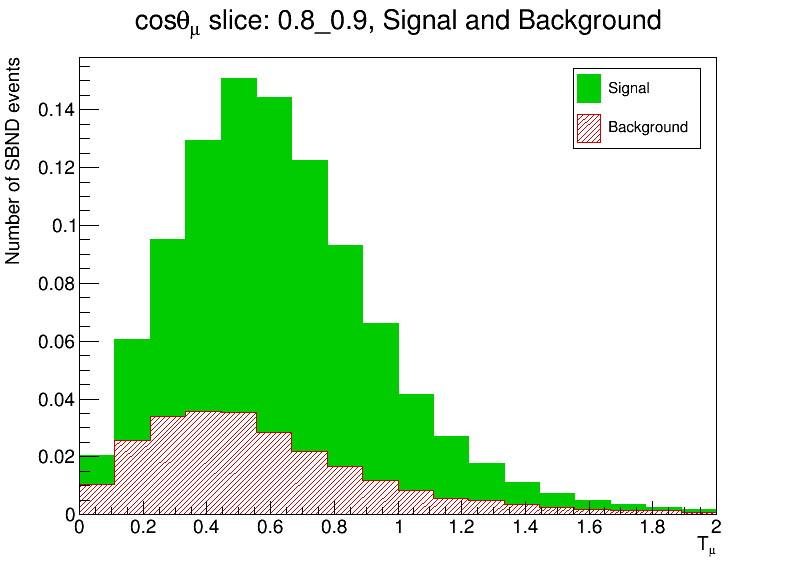 cosθμ slice: 0.8_0.9, Signal and Background
Number of SBND events
Signal
Background
0.14
0.12
0.1
0.08
0.06
0.04
0.02
0
0 0.2 0.4 0.6 0.8 1 1.2 1.4 1.6 1.8 2
Tμ